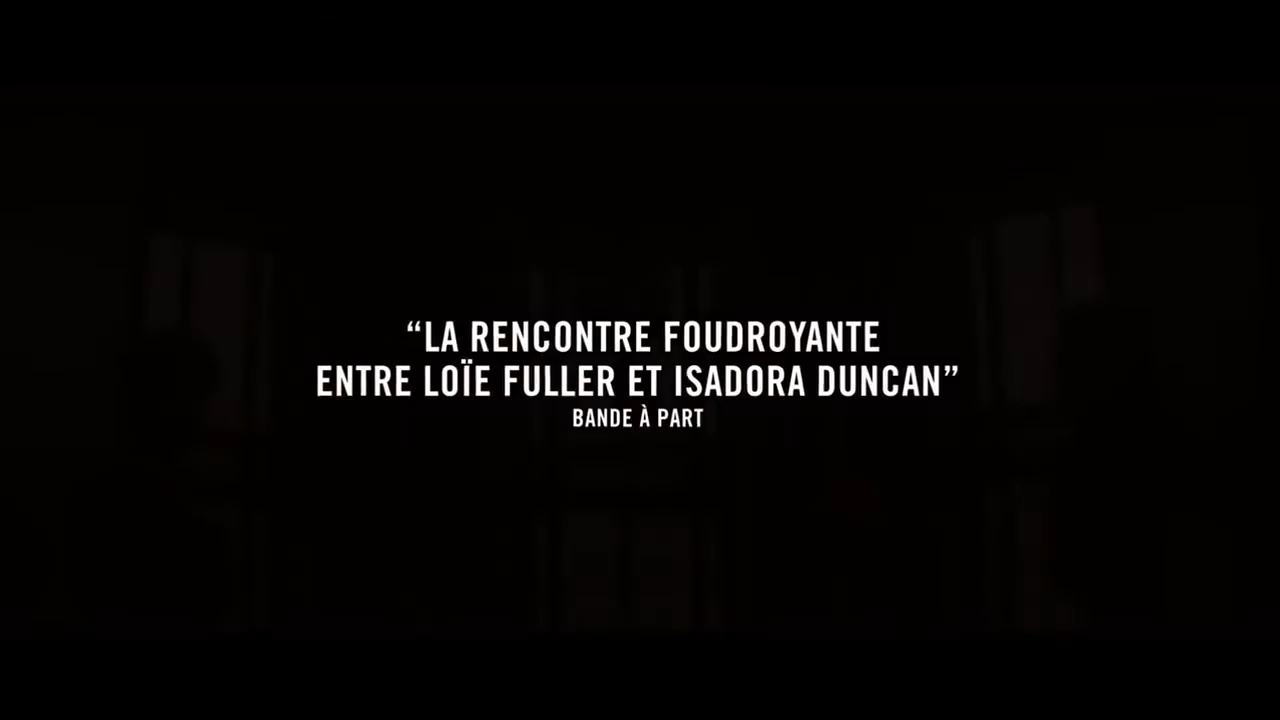 “LA RENCONTRE FOUDROYANTE
ENTRE LOÏE FULLER ET ISADORA DUNCAN”
BANDE À PART